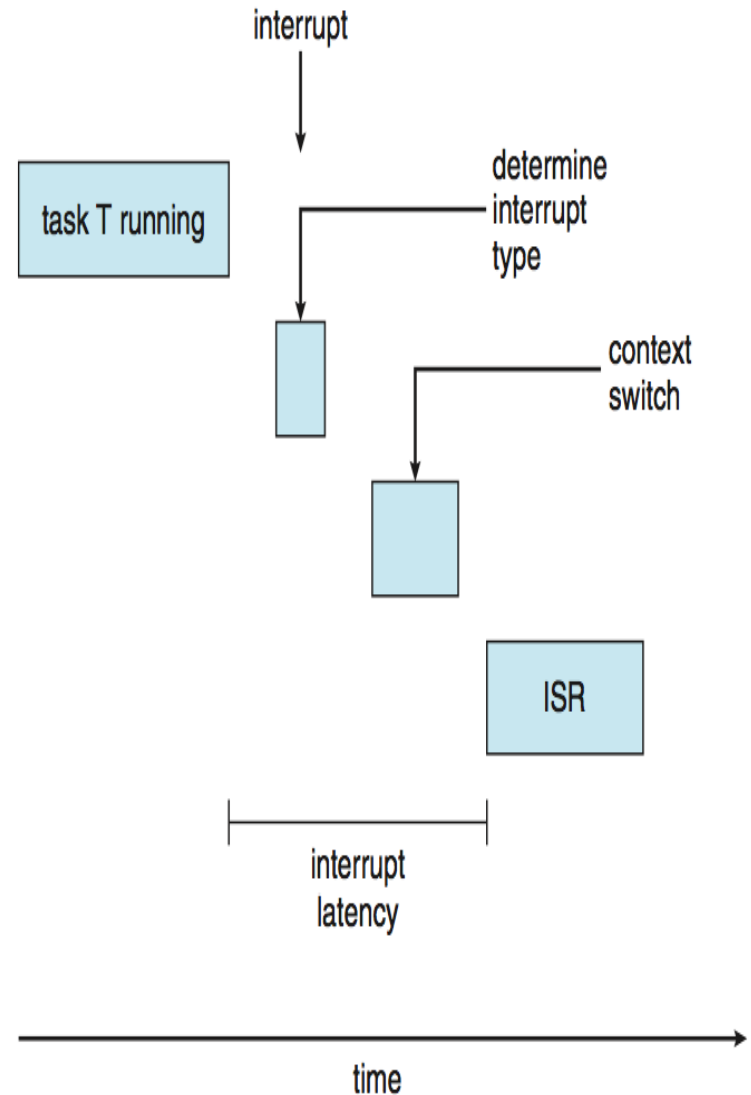 interrupt
task T running
determine
interrupt
type
context
switch
ISR
interrupt
latency
time